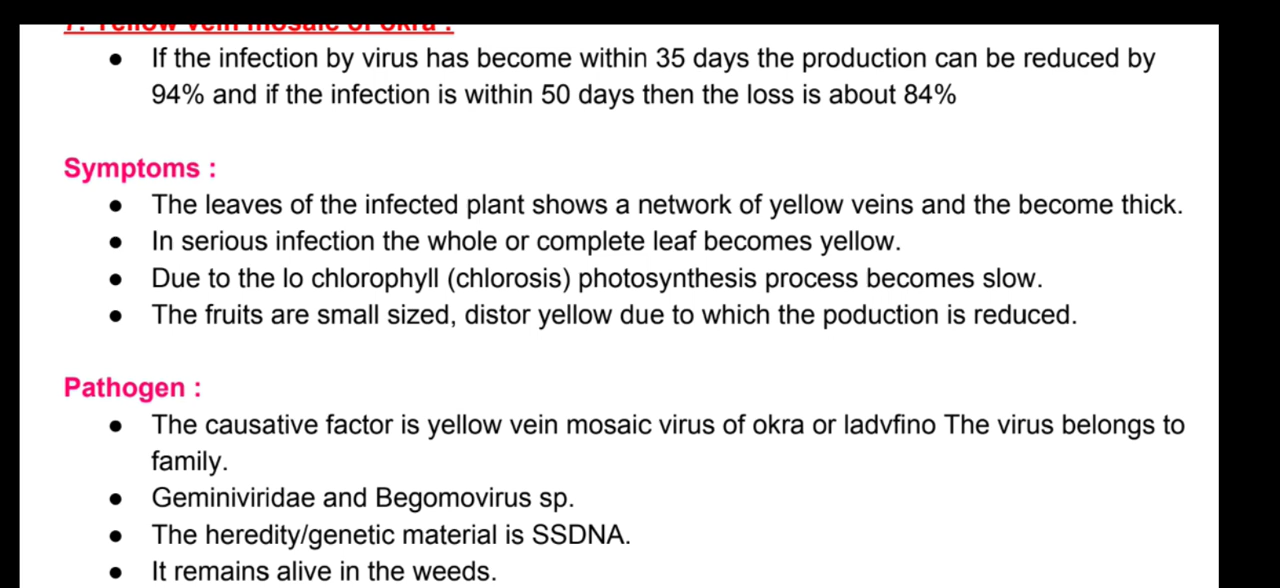 7. Yellow vein mosaic of okra :
● If the infection by virus has become within 35 days the production can be reduced by
94% and if the infection is within 50 days then the loss is about 84%
Symptoms :
● The leaves of the infected plant shows a network of yellow veins and the become thick.
● In serious infection the whole or complete leaf becomes yellow.
● Due to the lo chlorophyll (chlorosis) photosynthesis process becomes slow.
● The fruits are small sized, distor yellow due to which the poduction is reduced.
Pathogen :
● The causative factor is yellow vein mosaic virus of okra or ladvfino The virus belongs to
family.
● Geminiviridae and Begomovirus sp.
● The heredity/genetic material is SSDNA.
● It remains alive in the weeds.